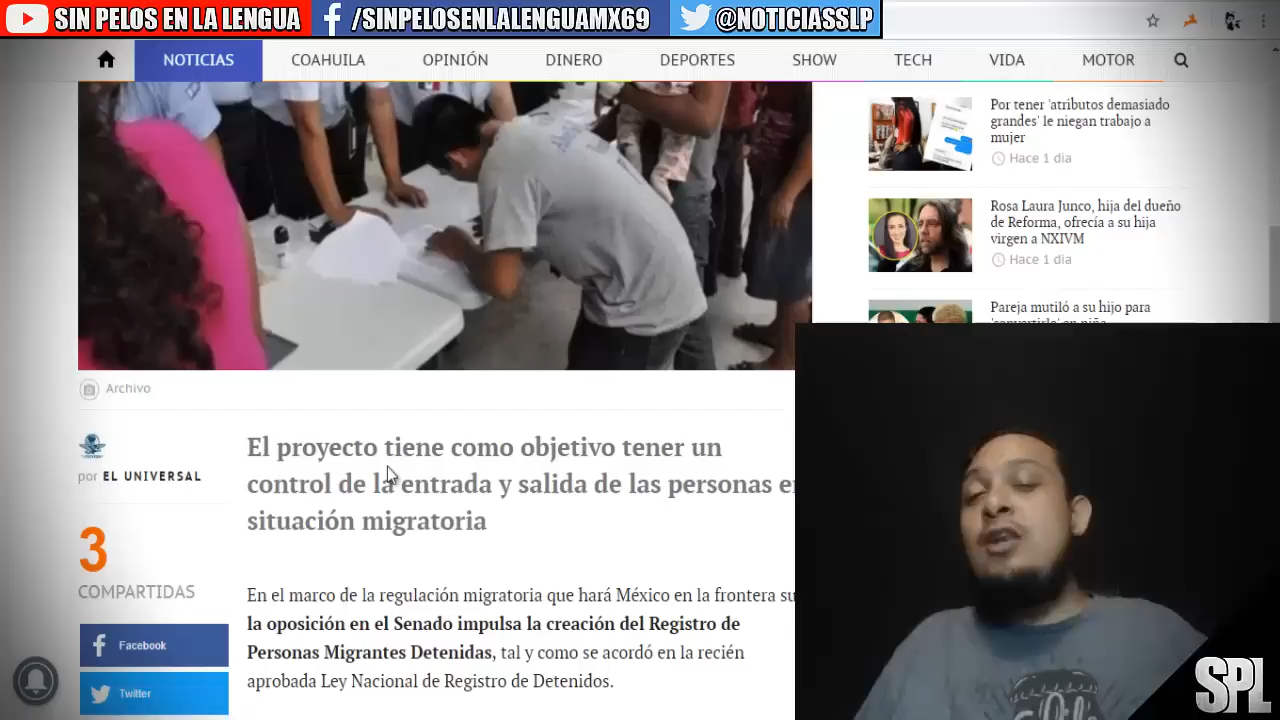 SIN PELOS EN LA LENGUA
/SINPELOSENLALENGUAMX69
@NOTICIASSLP
NOTICIAS
COAHUILA
OPINIÓN
DINERO
DEPORTES
SHOW
TECH
VIDA
MOTOR
Por tener 'atributos demasiado
grandes' le niegan trabajo a
mujer
Hace 1 dia
Rosa Laura Junco, hija del dueño
de Reforma, ofrecía a su hija
virgen a NXIVM
Hace 1 dia
Pareja mutiló a su hijo para
'convertirlo' en niña
Archivo
por EL UNIVERSAL
3
COMPARTIDAS
Facebook
Twitter
El proyecto tiene como objetivo tener un
control de la entrada y salida de las personas e
situación migratoria
En el marco de la regulación migratoria que hará México en la frontera su
la oposición en el Senado impulsa la creación del Registro de
Personas Migrantes Detenidas, tal y como se acordó en la recién
aprobada Ley Nacional de Registro de Detenidos.
SPL